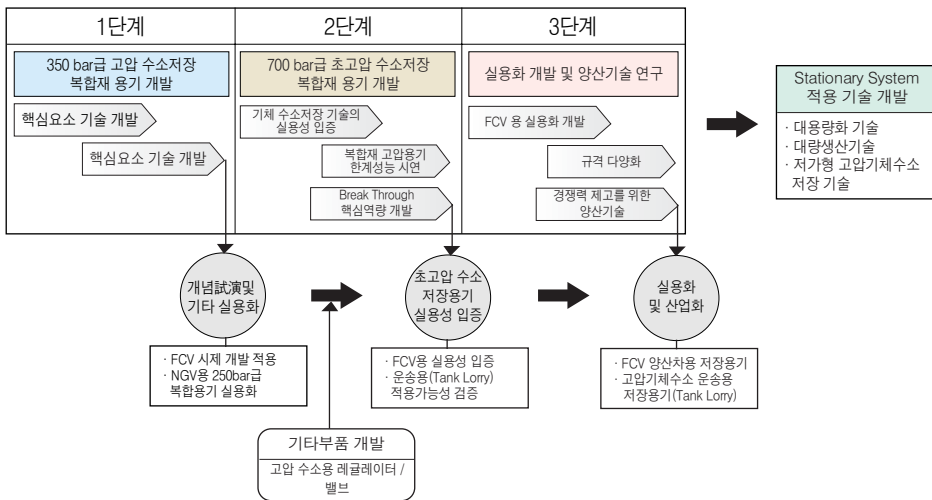 1단계
2단계
3단계
350 bar급 고압 수소저장
복합재 용기 개발
700 bar급 초고압 수소저장
복합재 용기 개발
실용화 개발 및 양산기술 연구
핵심요소 기술 개발
핵심요소 기술 개발
기체 수소저장 기술의
실용성 입증
복합재 고압용기
한계성능 시연
Break Through
핵심역량 개발
FCV 용 실용화 개발
규격 다양화
경쟁력 제고를 위한
양산기술
Stationary System
적용 기술 개발
· 대용량화 기술
· 대량생산기술
· 저가형 고압기체수소
저장 기술
개념試演및
기타 실용화
초고압 수소
저장용기
실용성 입증
실용화
및 산업화
· FCV 시제 개발 적용
· NGV용 250bar급
복합용기 실용화
· FCV용 실용성 입증
· 운송용(Tank Lorry)
적용가능성 검증
· FCV 양산차용 저장용기
· 고압기체수소 운송용
저장용기(Tank Lorry)
기타부품 개발
고압 수소용 레귤레이터 /
밸브